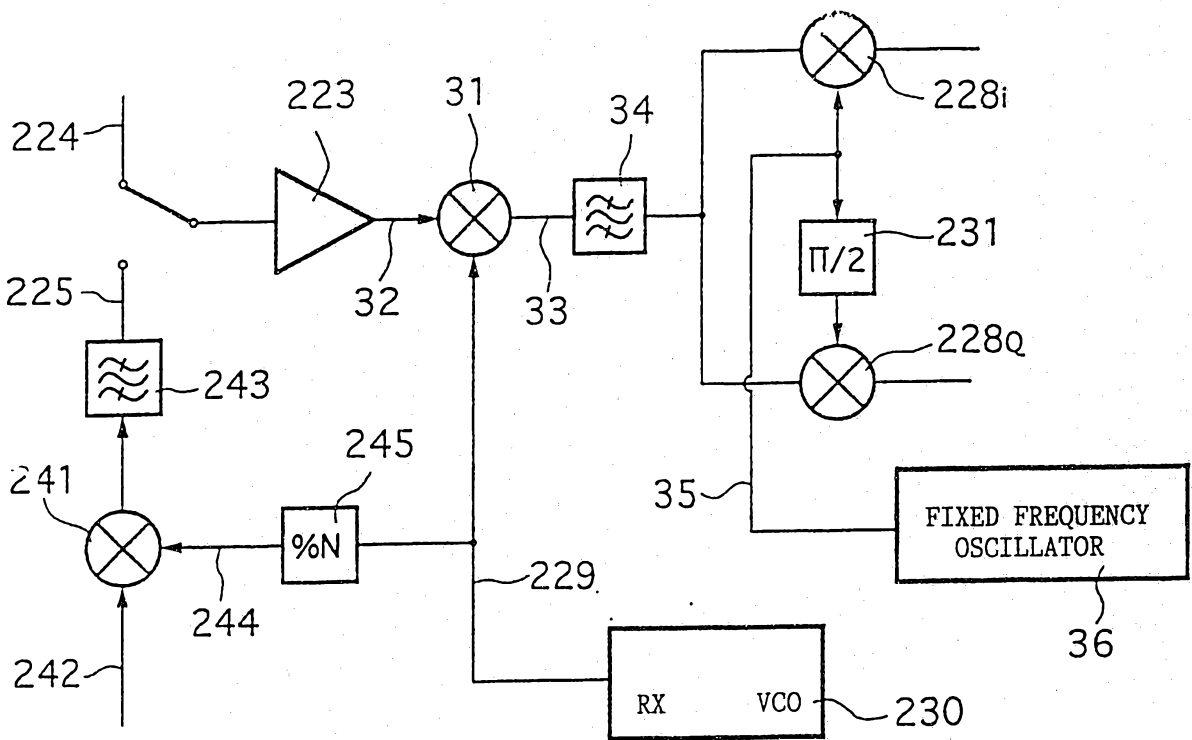 223
31
34
228i
224
231
Π/2
32
33
225
228Q
243
245
241
35
%N
FIXED FREQUENCY
OSCILLATOR
229
244
36
242
RX VCO
230